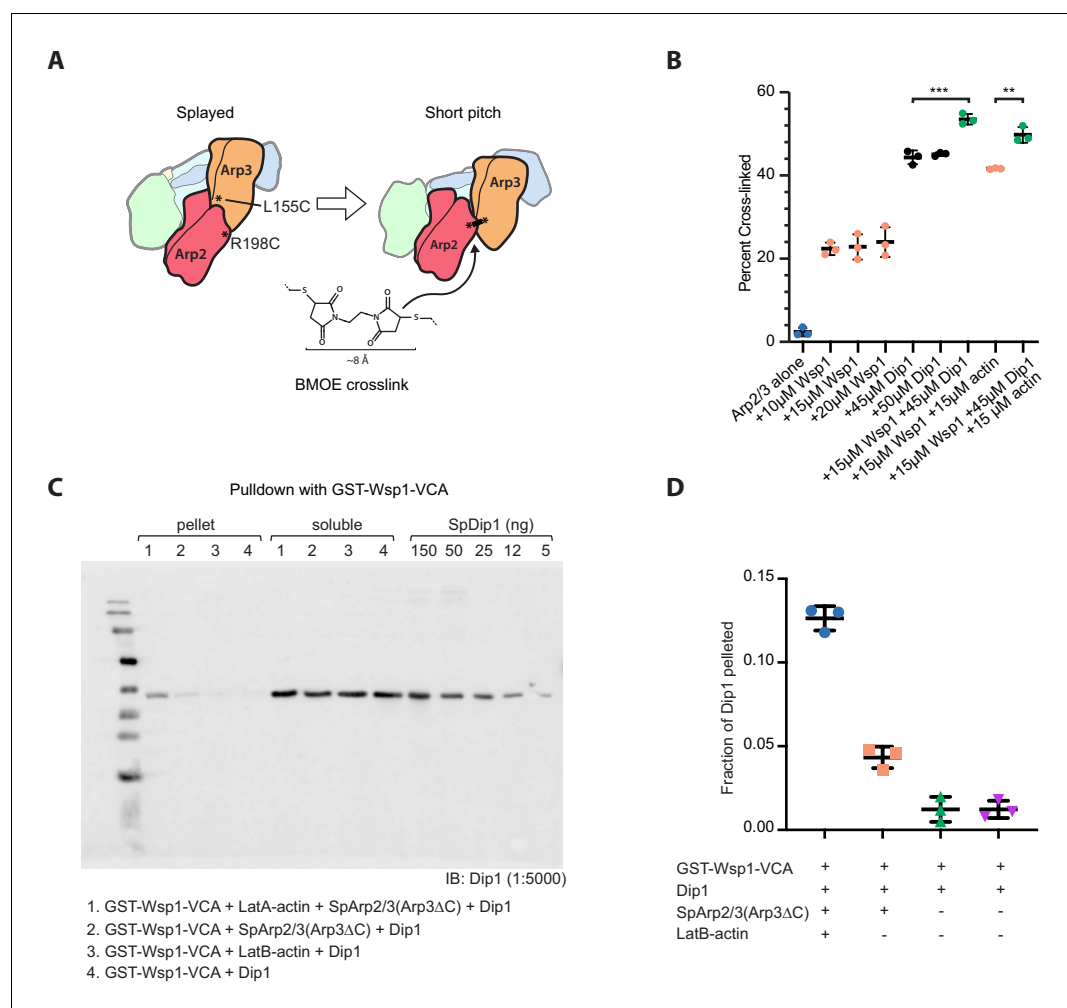 A
Splayed
Short pitch
Arp3
Arp3
L155C
R198C
Arp2
Arp2
S
O
O
N
N
O
O
S
~8 Å
BMOE crosslink
B
Percent Cross-linked
60
40
20
0
***
**
Arp2/3 alone
+10µM Wsp1
+15µM Wsp1
+20µM Wsp1
+45µM Dip1
+50µM Dip1
+15µM Wsp1 +45µM Dip1
+15µM Wsp1 +15µM actin
+15µM Wsp1 +45µM Dip1
+15 µM actin
C
Pulldown with GST-Wsp1-VCA
pellet soluble SpDip1 (ng)
1 2 3 4 1 2 3 4 150 50 25 12 5
IB: Dip1 (1:5000)
1. GST-Wsp1-VCA + LatA-actin + SpArp2/3(Arp3ΔC) + Dip1
2. GST-Wsp1-VCA + SpArp2/3(Arp3ΔC) + Dip1
3. GST-Wsp1-VCA + LatB-actin + Dip1
4. GST-Wsp1-VCA + Dip1
D
Fraction of Dip1 pelleted
0.15
0.10
0.05
0.00
GST-Wsp1-VCA + + + +
Dip1 + + + +
SpArp2/3(Arp3ΔC) + + - -
LatB-actin + - - -